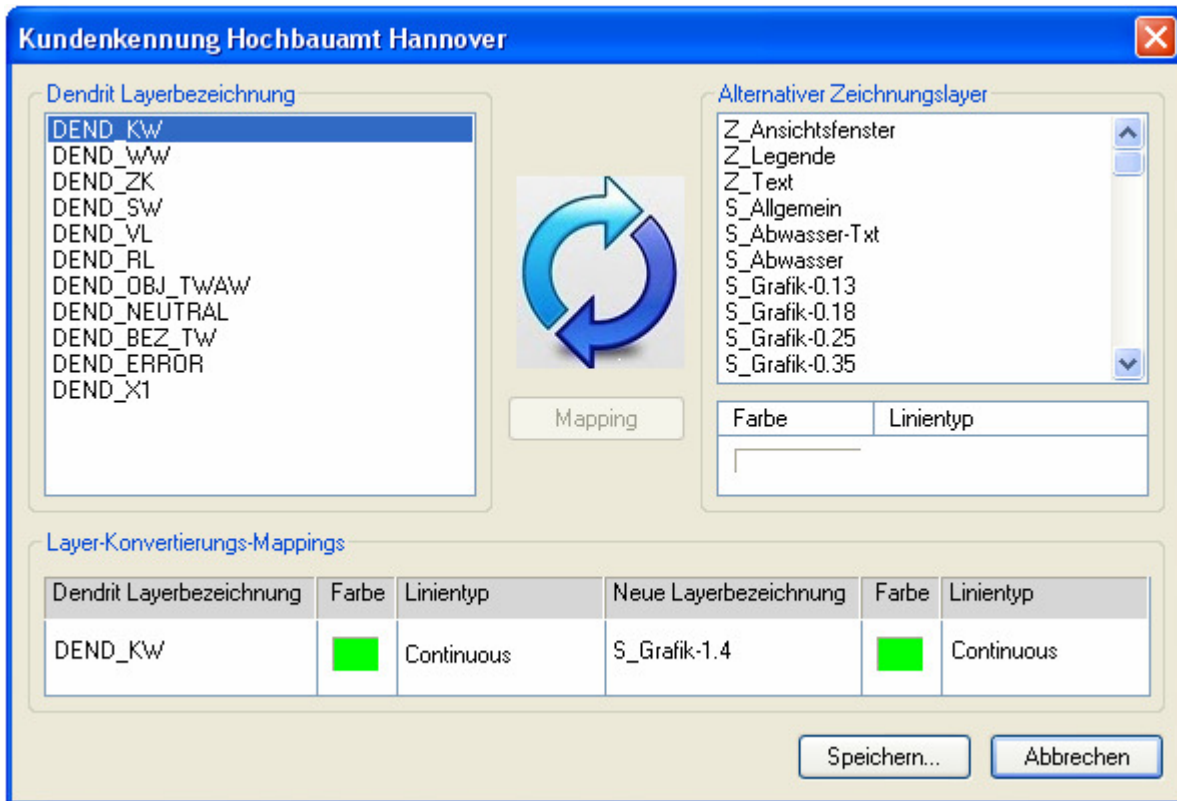 Kundenkennung Hochbauamt Hannover
Dendrit Layerbezeichnung
DEND_KW
DEND_WW
DEND_ZK
DEND_SW
DEND_VL
DEND_RL
DEND_OBJ_TWAW
DEND_NEUTRAL
DEND_BEZ_TW
DEND_ERROR
DEND_X1
Mapping
Alternativer Zeichnungslayer
Z_Ansichtsfenster
Z_Legende
Z_Text
S_Allgemein
S_Abwasser-Txt
S_Abwasser
S_Grafik-0.13
S_Grafik-0.18
S_Grafik-0.25
S_Grafik-0.35
Farbe Linientyp
Layer-Konvertierungs-Mappings
Dendrit Layerbezeichnung Farbe Linientyp Neue Layerbezeichnung Farbe Linientyp
DEND_KW Continuous S_Grafik-1.4 Continuous
Speichern... Abbrechen